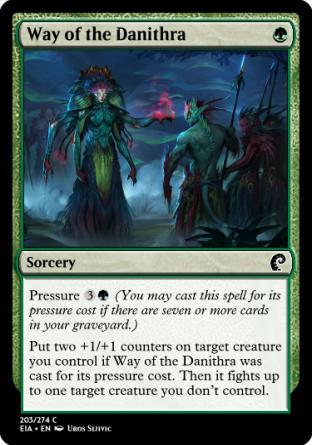 Way of the Danithra
Sorcery
Pressure 3 (You may cast this spell for its
pressure cost if there are seven or more cards
in your graveyard.)
Put two +1/+1 counters on target creature
you control if Way of the Danithra was
cast for its pressure cost. Then it fights up
to one target creature you don't control.
203/274 C
EIA • EN Uros Sljivic